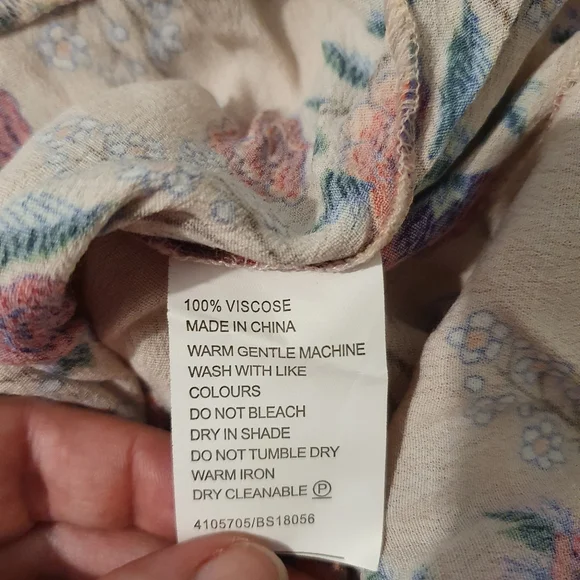 100% VISCOSE
MADE IN CHINA
WARM GENTLE MACHINE
WASH WITH LIKE
COLOURS
DO NOT BLEACH
DRY IN SHADE
DO NOT TUMBLE DRY
WARM IRON
DRY CLEANABLE Ⓟ
4105705/BS18056